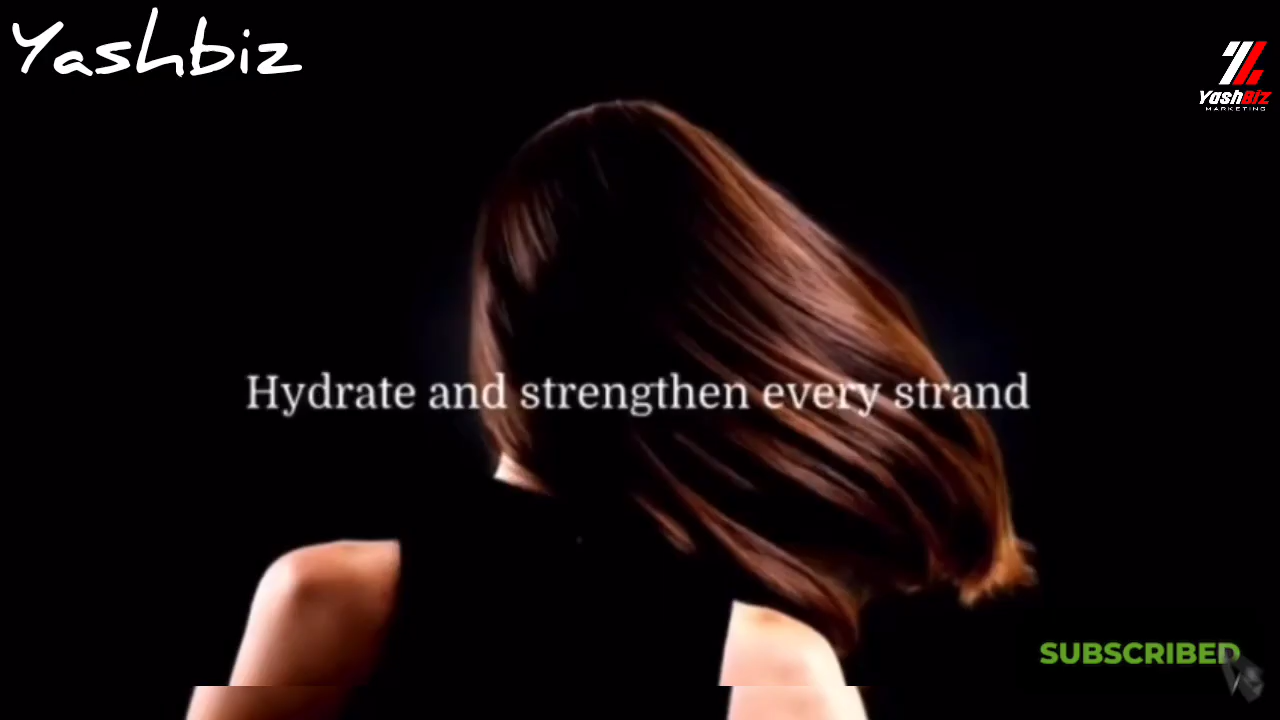 Yashbiz
YashBiz
MARKETING
Hydrate and strengthen every strand
SUBSCRIBED